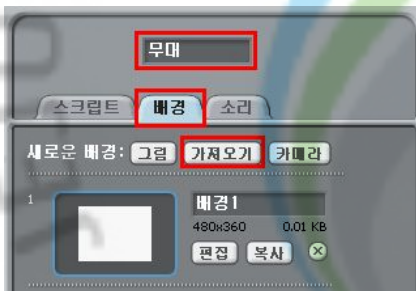 무대
스크립트 배경 소리
새로운 배경: 그림 가져오기 카메라
1
배경1
480x360 0.01 KB
편집 복사